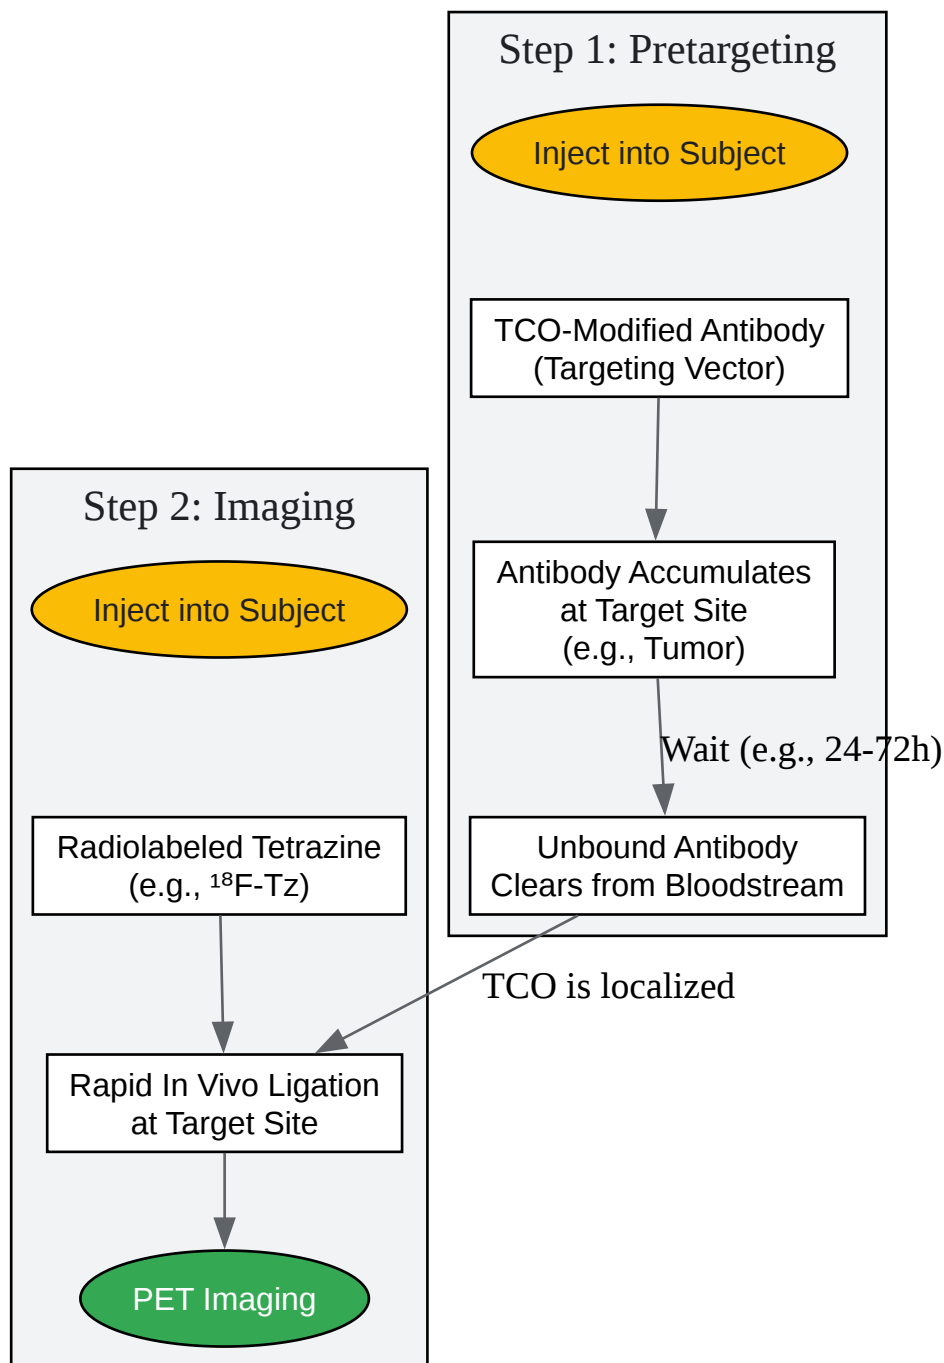 Step 1: Pretargeting
Inject into Subject
TCO-Modified Antibody
(Targeting Vector)
Antibody Accumulates
at Target Site
(e.g., Tumor)
Wait (e.g., 24-72h)
Unbound Antibody
Clears from Bloodstream
TCO is localized
Step 2: Imaging
Inject into Subject
Radiolabeled Tetrazine
(e.g., ¹⁸F-Tz)
Rapid In Vivo Ligation
at Target Site
PET Imaging